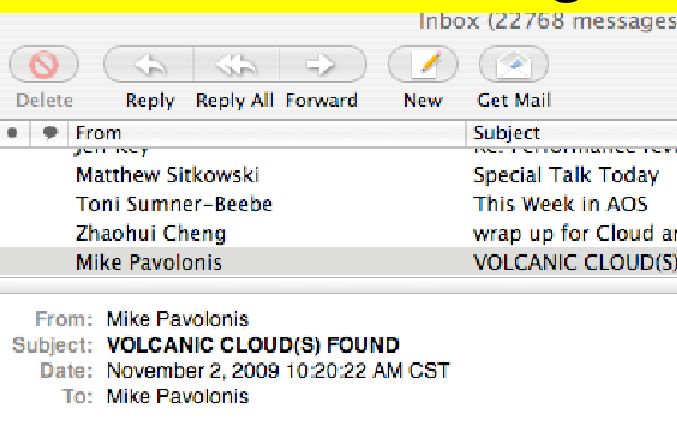 Inbox (22768 messages
Delete Reply Reply All Forward New Get Mail
From Subject
Matthew Sitkowski Special Talk Today
Toni Sumner-Beebe This Week in AOS
Zhaohui Cheng wrap up for Cloud an
Mike Pavolonis VOLCANIC CLOUD(S)
From: Mike Pavolonis
Subject: VOLCANIC CLOUD(S) FOUND
Date: November 2, 2009 10:20:22 AM CST
To: Mike Pavolonis